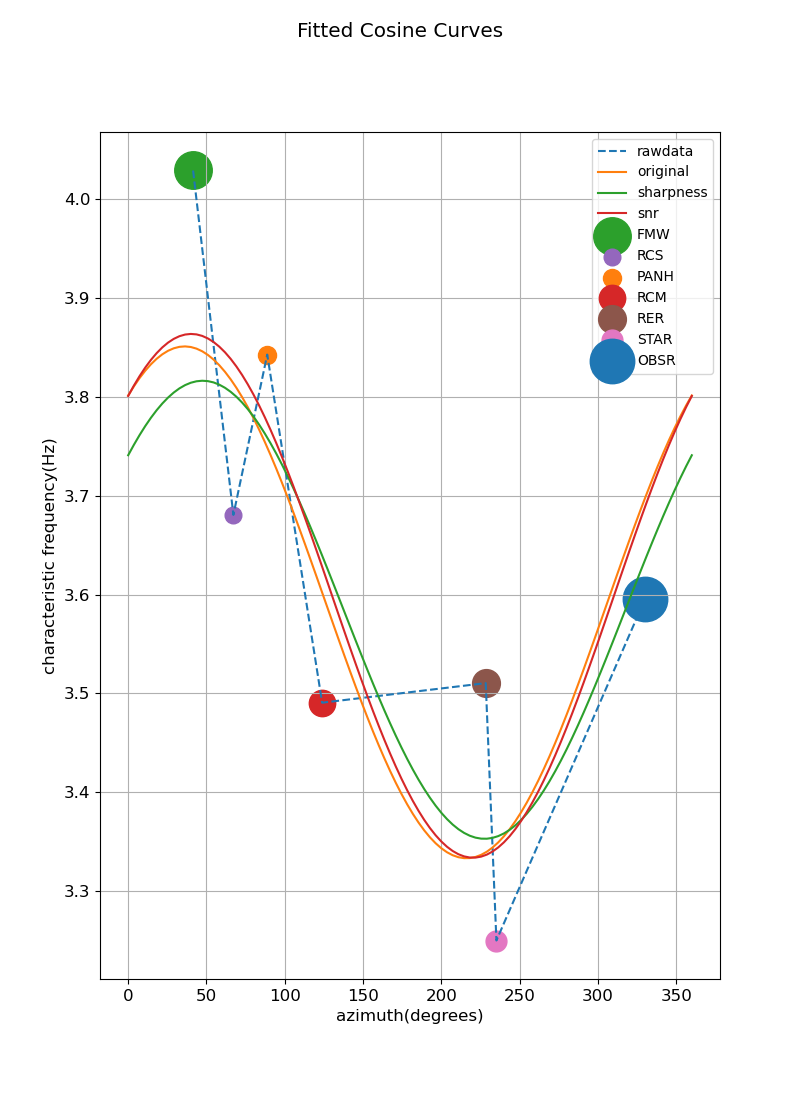 Fitted Cosine Curves
rawdata
original
sharpness
snr
FMW
RCS
PANH
RCM
RER
STAR
OBSR
characteristic frequency(Hz)
4.0
3.9
3.8
3.7
3.6
3.5
3.4
3.3
0 50 100 150 200 250 300 350
azimuth(degrees)